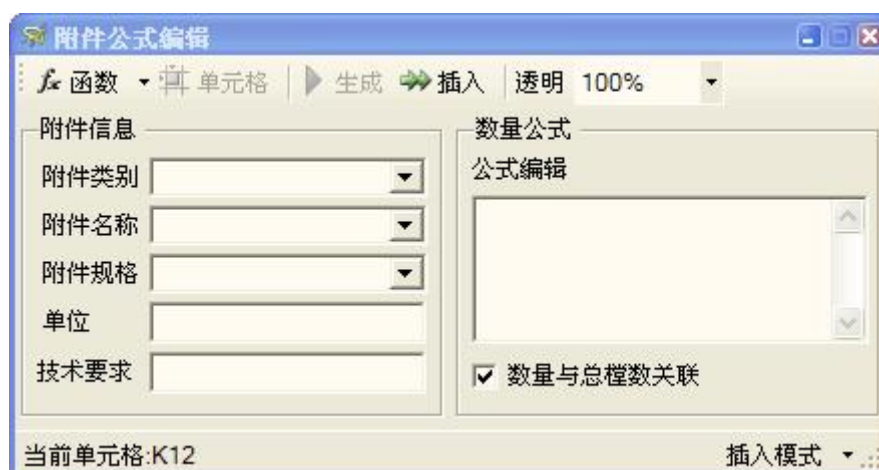 附件公式编辑
fx 函数 单元格 生成 插入 透明 100%
附件信息
附件类别
附件名称
附件规格
单位
技术要求
数量公式
公式编辑
数量与总樘数关联
当前单元格:K12
插入模式